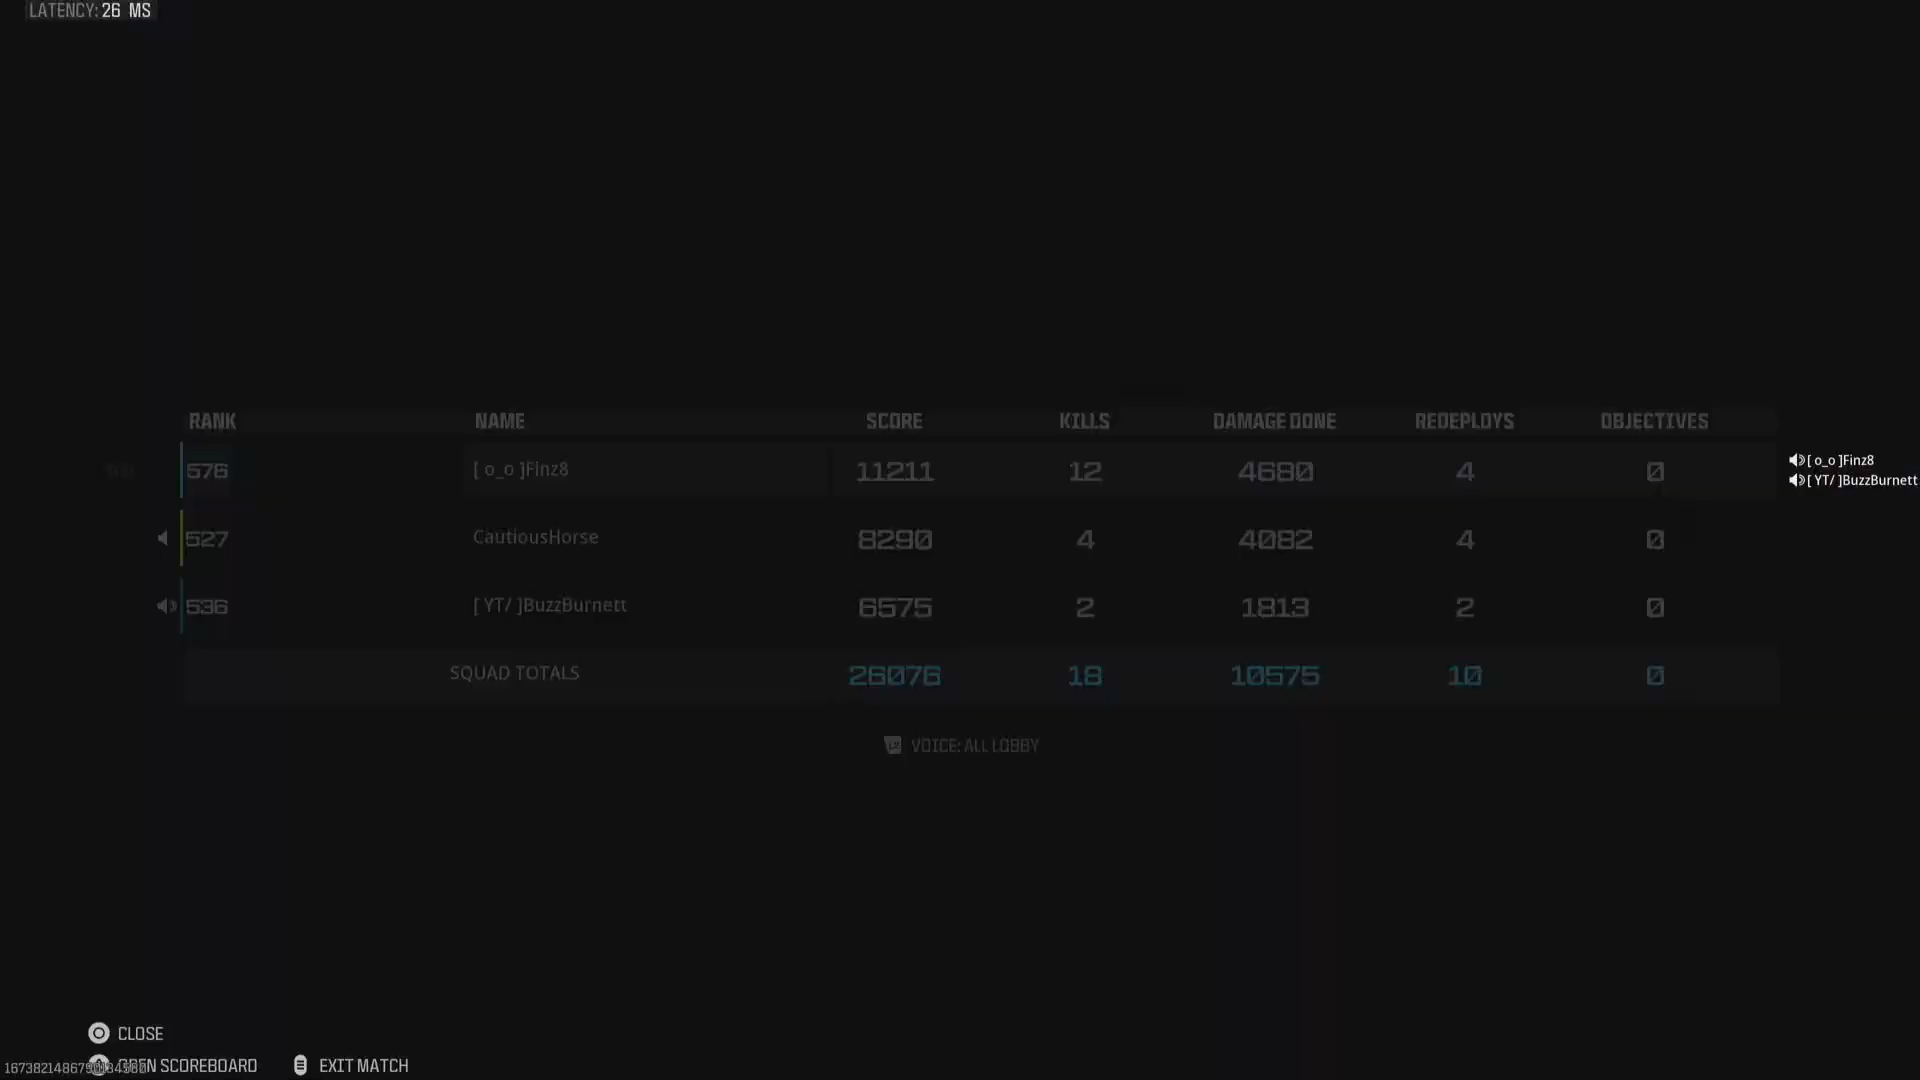 LATENCY: 26 MS
RANK NAME SCORE KILLS DAMAGE DONE REDEPLOYS OBJECTIVES
576 [ o_o ]Finz8 11211 12 4680 4 0
[ o_o ]Finz8
[ YT/ ]BuzzBurnett
527 CautiousHorse 8290 4 4082 4 0
536 [ YT/ ]BuzzBurnett 6575 2 1813 2 0
SQUAD TOTALS 26076 18 10575 10 0
VOICE: ALL LOBBY
CLOSE
OPEN SCOREBOARD EXIT MATCH